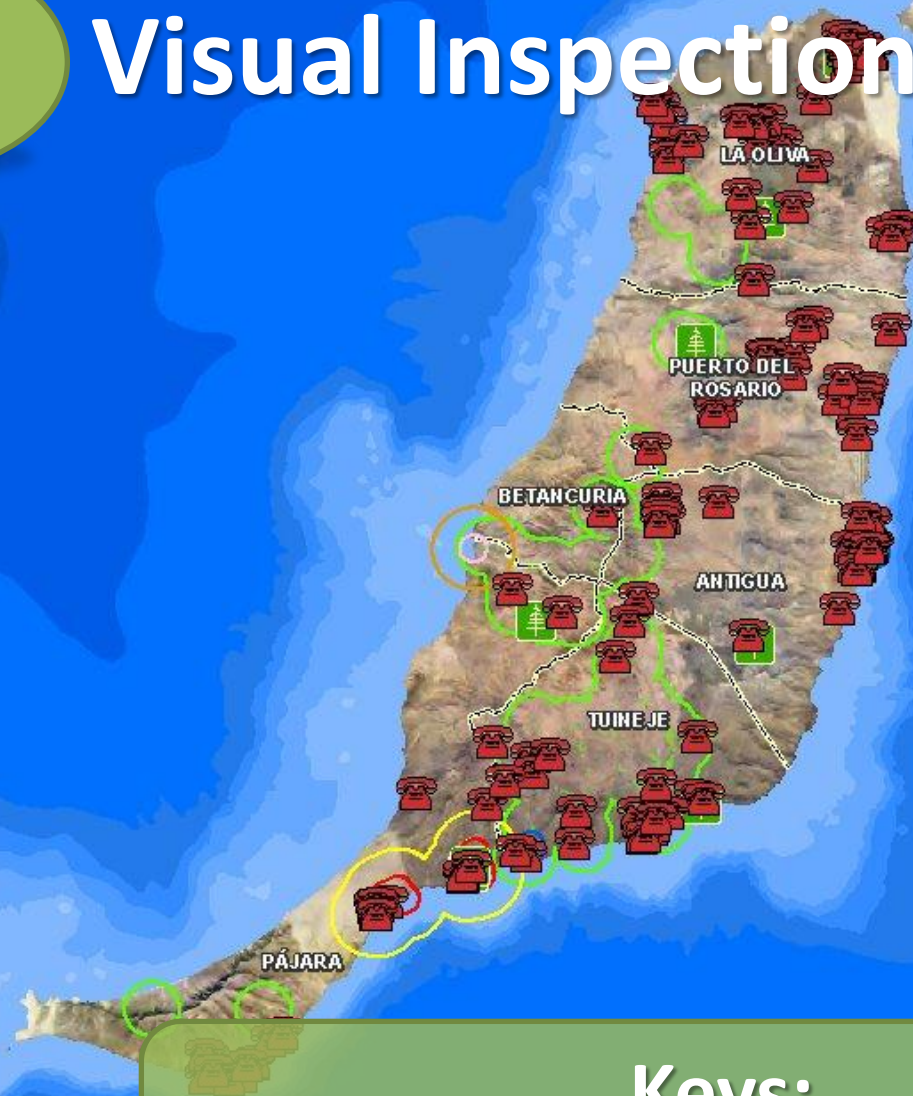 Visual Inspection
LA OLIVA
PUERTO DEL
ROSARIO
BETANCURIA
ANTIGUA
TUINEJE
PÁJARA
Keys: